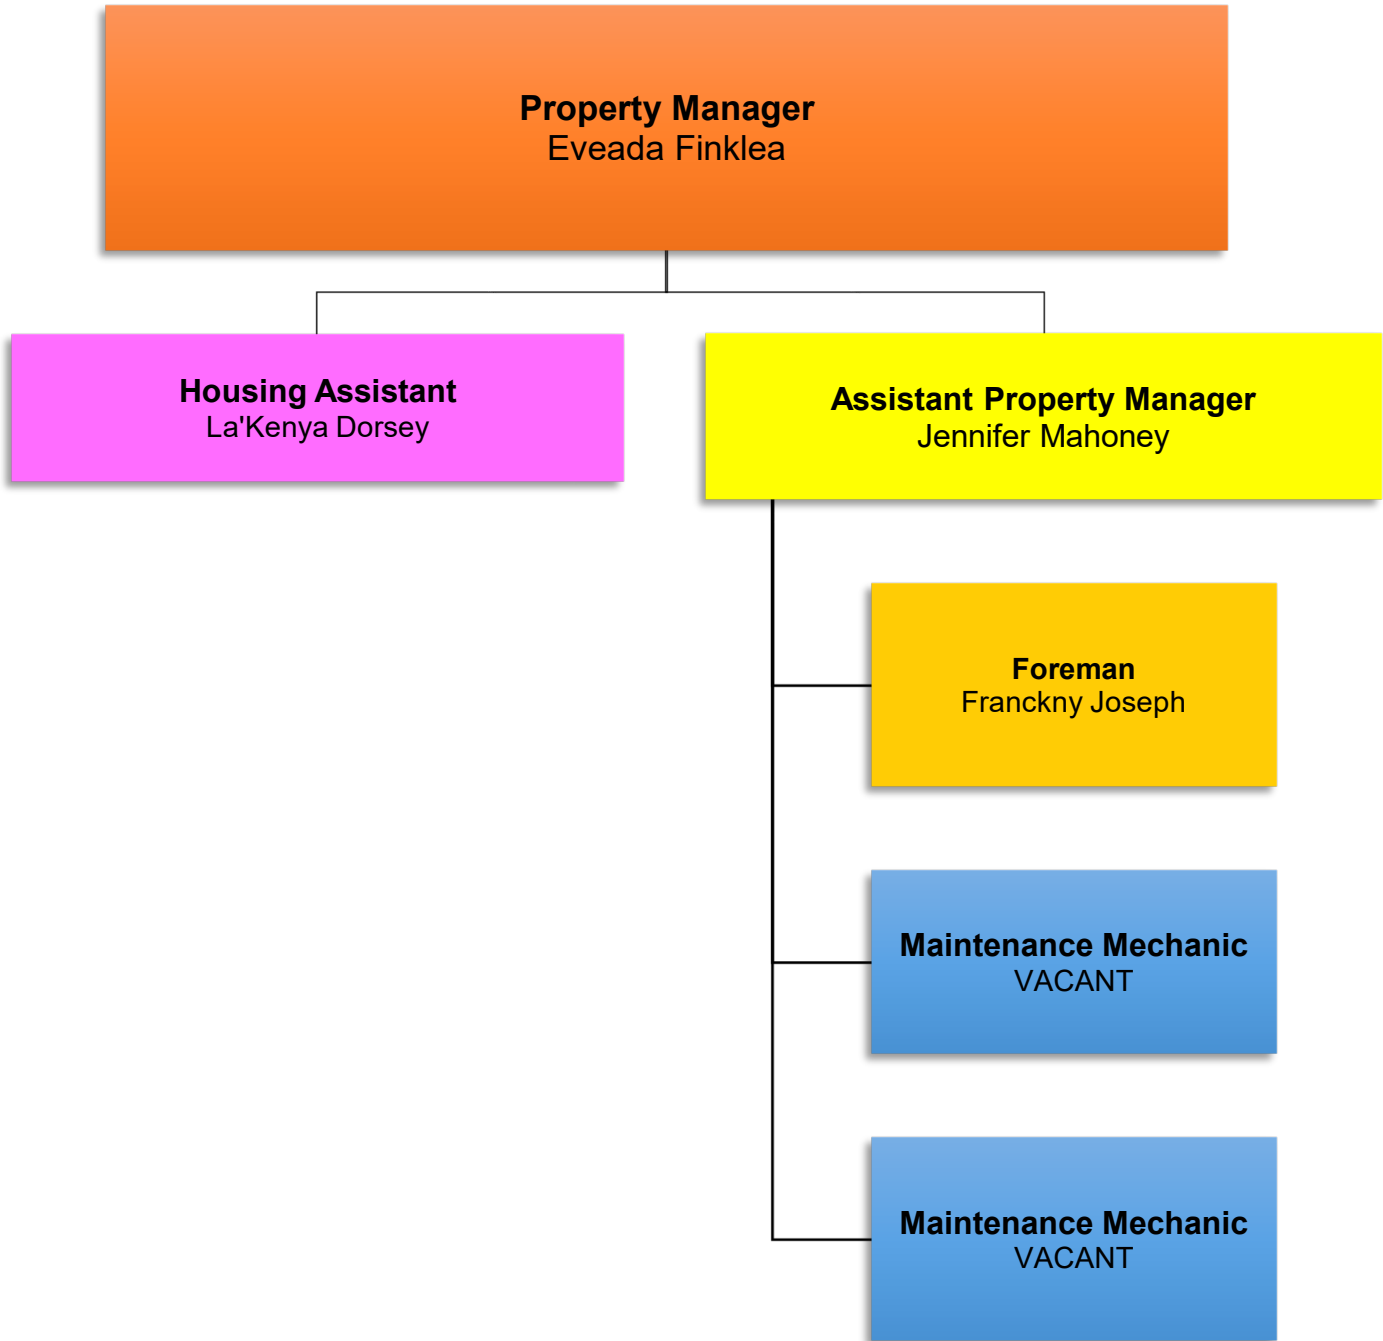 Property Manager
Eveada Finklea
Housing Assistant
La'Kenya Dorsey
Assistant Property Manager
Jennifer Mahoney
Foreman
Franckny Joseph
Maintenance Mechanic
VACANT
Maintenance Mechanic
VACANT